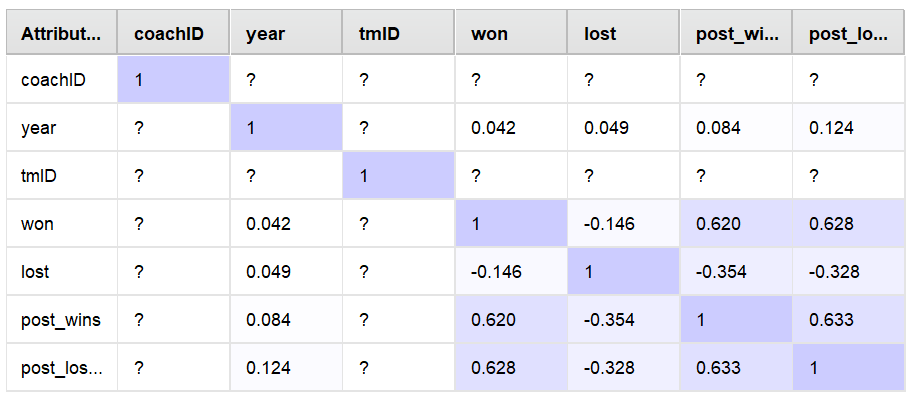 Attribut... coachID year tmID won lost post_wi... post_lo...
coachID 1 ? ? ? ? ? ?
year ? 1 ? 0.042 0.049 0.084 0.124
tmID ? ? 1 ? ? ? ?
won ? 0.042 ? 1 -0.146 0.620 0.628
lost ? 0.049 ? -0.146 1 -0.354 -0.328
post_wins ? 0.084 ? 0.620 -0.354 1 0.633
post_los... ? 0.124 ? 0.628 -0.328 0.633 1